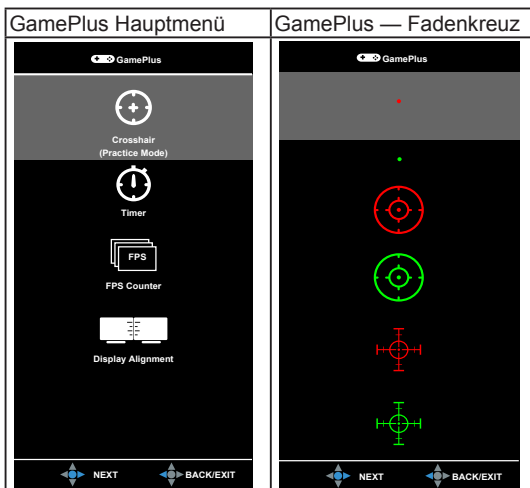 GamePlus Hauptmenü
GamePlus — Fadenkreuz
GamePlus
Crosshair
(Practice Mode)
Timer
FPS
FPS Counter
Display Alignment
NEXT BACK/EXIT
GamePlus
NEXT BACK/EXIT